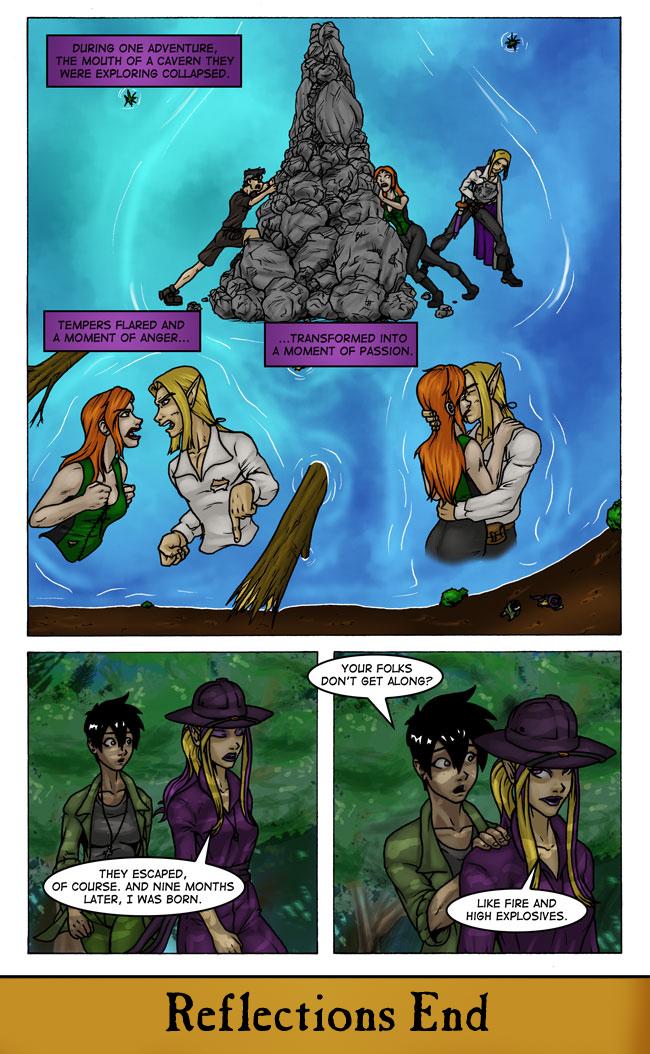 DURING ONE ADVENTURE,
THE MOUTH OF A CAVERN THEY
WERE EXPLORING COLLAPSED.
TEMPERS FLARED AND
A MOMENT OF ANGER...
...TRANSFORMED INTO
A MOMENT OF PASSION.
THEY ESCAPED,
OF COURSE. AND NINE MONTHS
LATER, I WAS BORN.
YOUR FOLKS
DON'T GET ALONG?
LIKE FIRE AND
HIGH EXPLOSIVES.
Reflections End